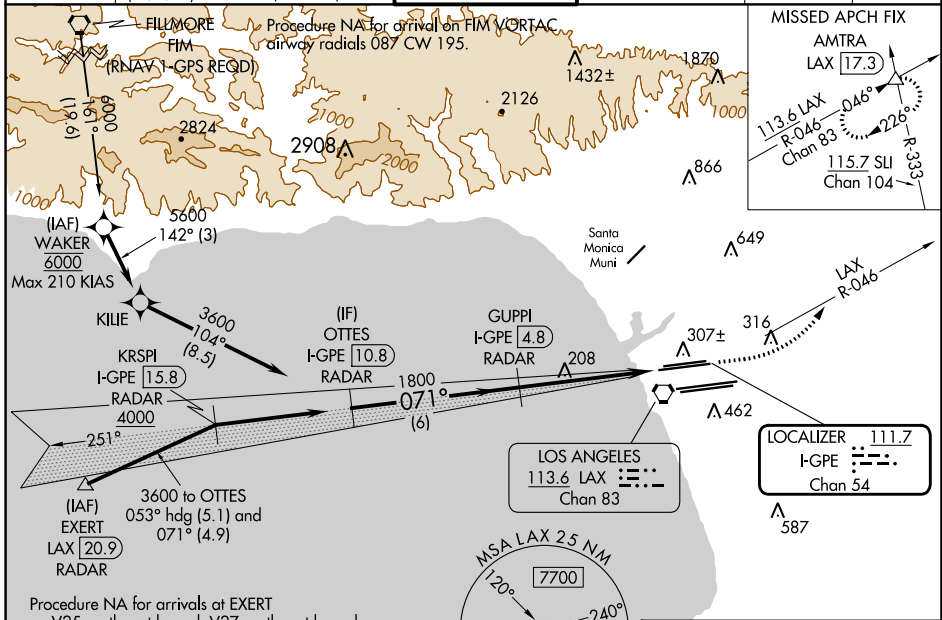 FILLMORE
FIM
(RNAV 1-GPS REQD)
Procedure NA for arrival on FIM VORTAC
airway radials 087 CW 195.
6000
161°
(19.6)
2824
2908
1432±
2126
1870
1000
1000
2000
1000
1000
866
649
MISSED APCH FIX
AMTRA
LAX 17.3
113.6 LAX
R-046
Chan 83
046°
226°
R-333
115.7 SLI
Chan 104
(IAF)
WAKER
6000
Max 210 KIAS
5600
142° (3)
KILIE
3600
104°
(8.5)
Santa
Monica
Muni
LAX
R-046
KRSPI
I-GPE 15.8
RADAR
4000
(IF)
OTTES
I-GPE 10.8
RADAR
GUPPI
I-GPE 4.8
RADAR
208
307±
316
462
1800
071°
(6)
251°
(IAF)
EXERT
LAX 20.9
RADAR
3600 to OTTES
053° hdg (5.1) and
071° (4.9)
LOS ANGELES
113.6 LAX
Chan 83
LOCALIZER 111.7
I-GPE
Chan 54
587
MSA LAX 25 NM
7700
120°
240°
Procedure NA for arrivals at EXERT